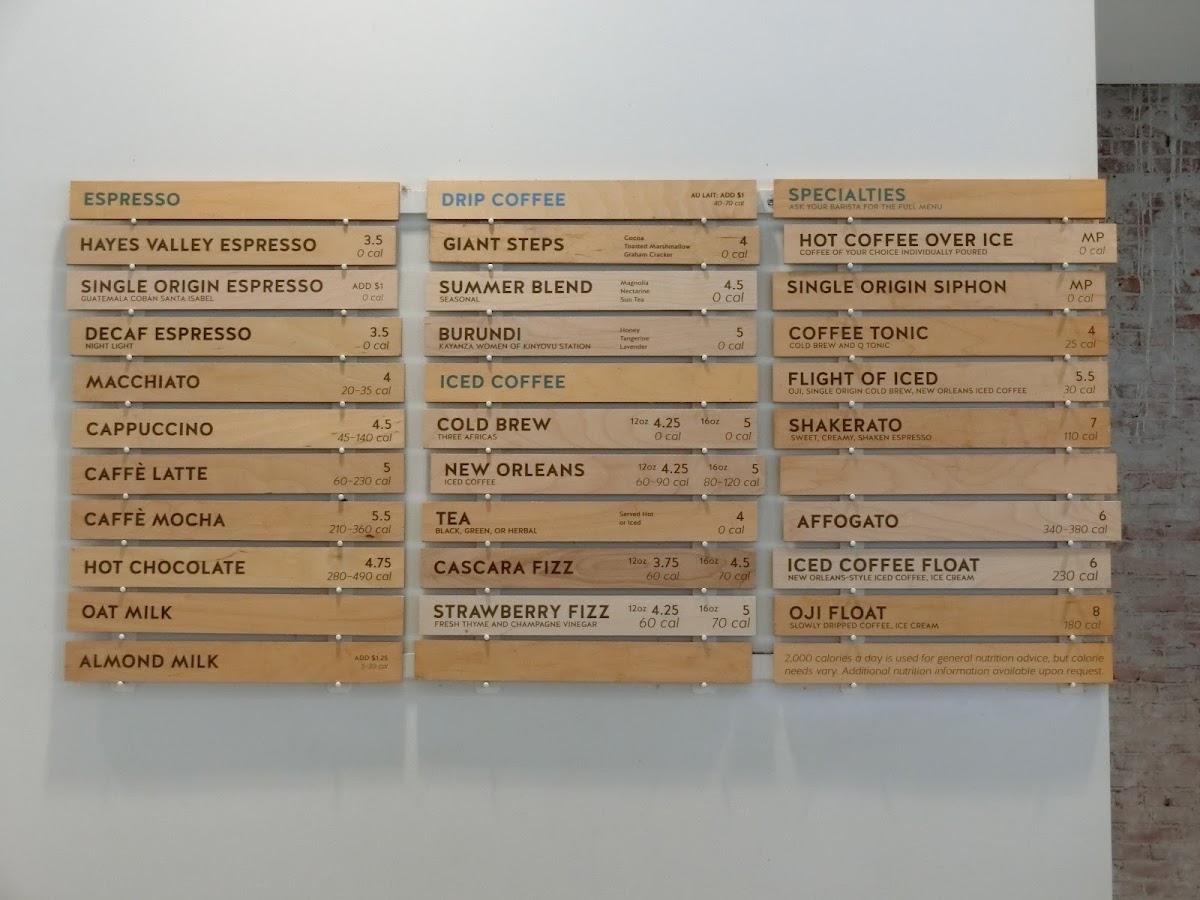 ESPRESSO
HAYES VALLEY ESPRESSO 3.5
0 cal
SINGLE ORIGIN ESPRESSO ADD $1
GUATEMALA COBAN SANTA ISABEL 0 cal
DECAF ESPRESSO 3.5
NIGHT LIGHT 0 cal
MACCHIATO 4
20-35 cal
CAPPUCCINO 4.5
45-140 cal
CAFFÈ LATTE 5
60-230 cal
CAFFÈ MOCHA 5.5
210-360 cal
HOT CHOCOLATE 4.75
280-490 cal
OAT MILK
ALMOND MILK ADD $1.25
DRIP COFFEE AU LAIT: ADD $1
40-70 cal
GIANT STEPS Cocoa 4
Toasted Marshmallow
Graham Cracker 0 cal
SUMMER BLEND Magnolia 4.5
Nectarine
SEASONAL Sun Tea 0 cal
BURUNDI Honey 5
Tangerine
KAYANZA WOMEN OF KINYOVU STATION Lavender 0 cal
ICED COFFEE
COLD BREW 12oz 4.25 16oz 5
THREE AFRICAS 0 cal 0 cal
NEW ORLEANS 12oz 4.25 16oz 5
ICED COFFEE 60-90 cal 80-120 cal
TEA Served Hot 4
or Iced
BLACK, GREEN, OR HERBAL 0 cal
CASCARA FIZZ 12oz 3.75 16oz 4.5
60 cal 70 cal
STRAWBERRY FIZZ 12oz 4.25 16oz 5
FRESH THYME AND CHAMPAGNE VINEGAR 60 cal 70 cal
SPECIALTIES
ASK YOUR BARISTA FOR THE FULL MENU
HOT COFFEE OVER ICE MP
COFFEE OF YOUR CHOICE INDIVIDUALLY POURED 0 cal
SINGLE ORIGIN SIPHON MP
0 cal
COFFEE TONIC 4
COLD BREW AND Q TONIC 25 cal
FLIGHT OF ICED 5.5
OJI, SINGLE ORIGIN COLD BREW, NEW ORLEANS ICED COFFEE 30 cal
SHAKERATO 7
SWEET, CREAMY, SHAKEN ESPRESSO 110 cal
AFFOGATO 6
340-380 cal
ICED COFFEE FLOAT 6
NEW ORLEANS-STYLE ICED COFFEE, ICE CREAM 230 cal
OJI FLOAT 8
SLOWLY DRIPPED COFFEE, ICE CREAM 180 cal
2,000 calories a day is used for general nutrition advice, but calorie
needs vary. Additional nutrition information available upon request.